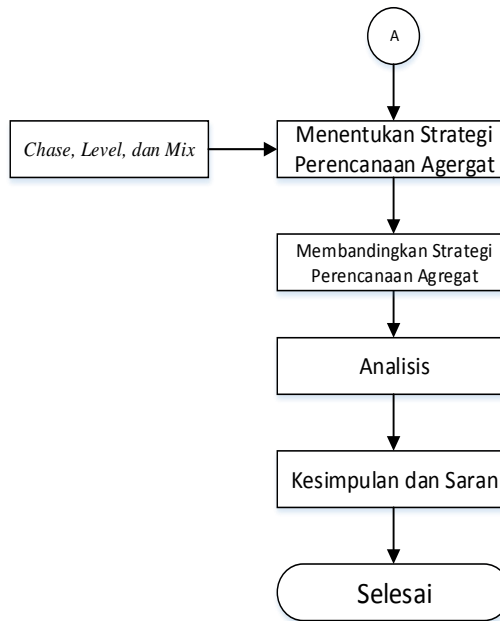 A
Chase, Level, dan Mix
Menentukan Strategi
Perencanaan Agergat
Membandingkan Strategi
Perencanaan Agregat
Analisis
Kesimpulan dan Saran
Selesai